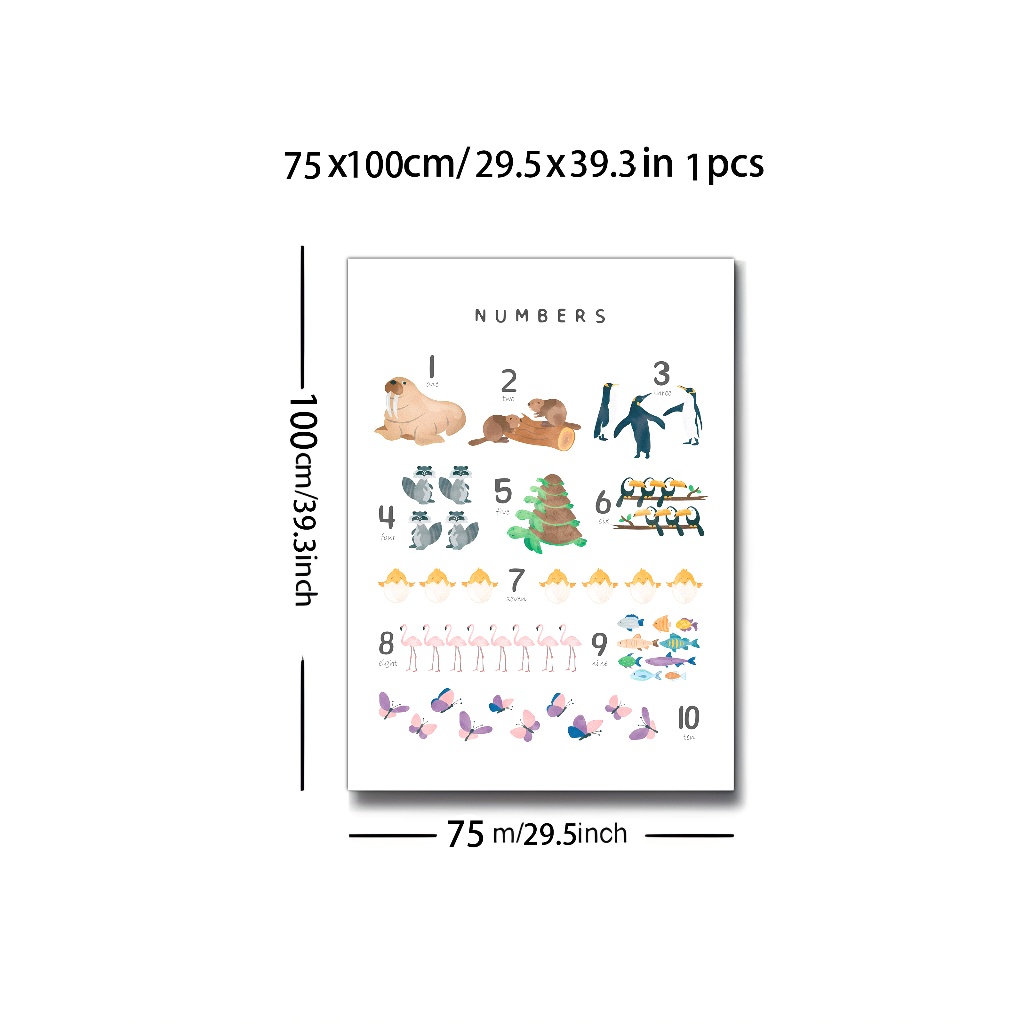 75x100cm/ 29.5x39.3in 1pcs
NUMBERS
1
one
2
two
3
three
4
four
5
five
6
six
7
seven
8
eight
9
nine
10
ten
100cm/39.3inch
75 m/29.5inch